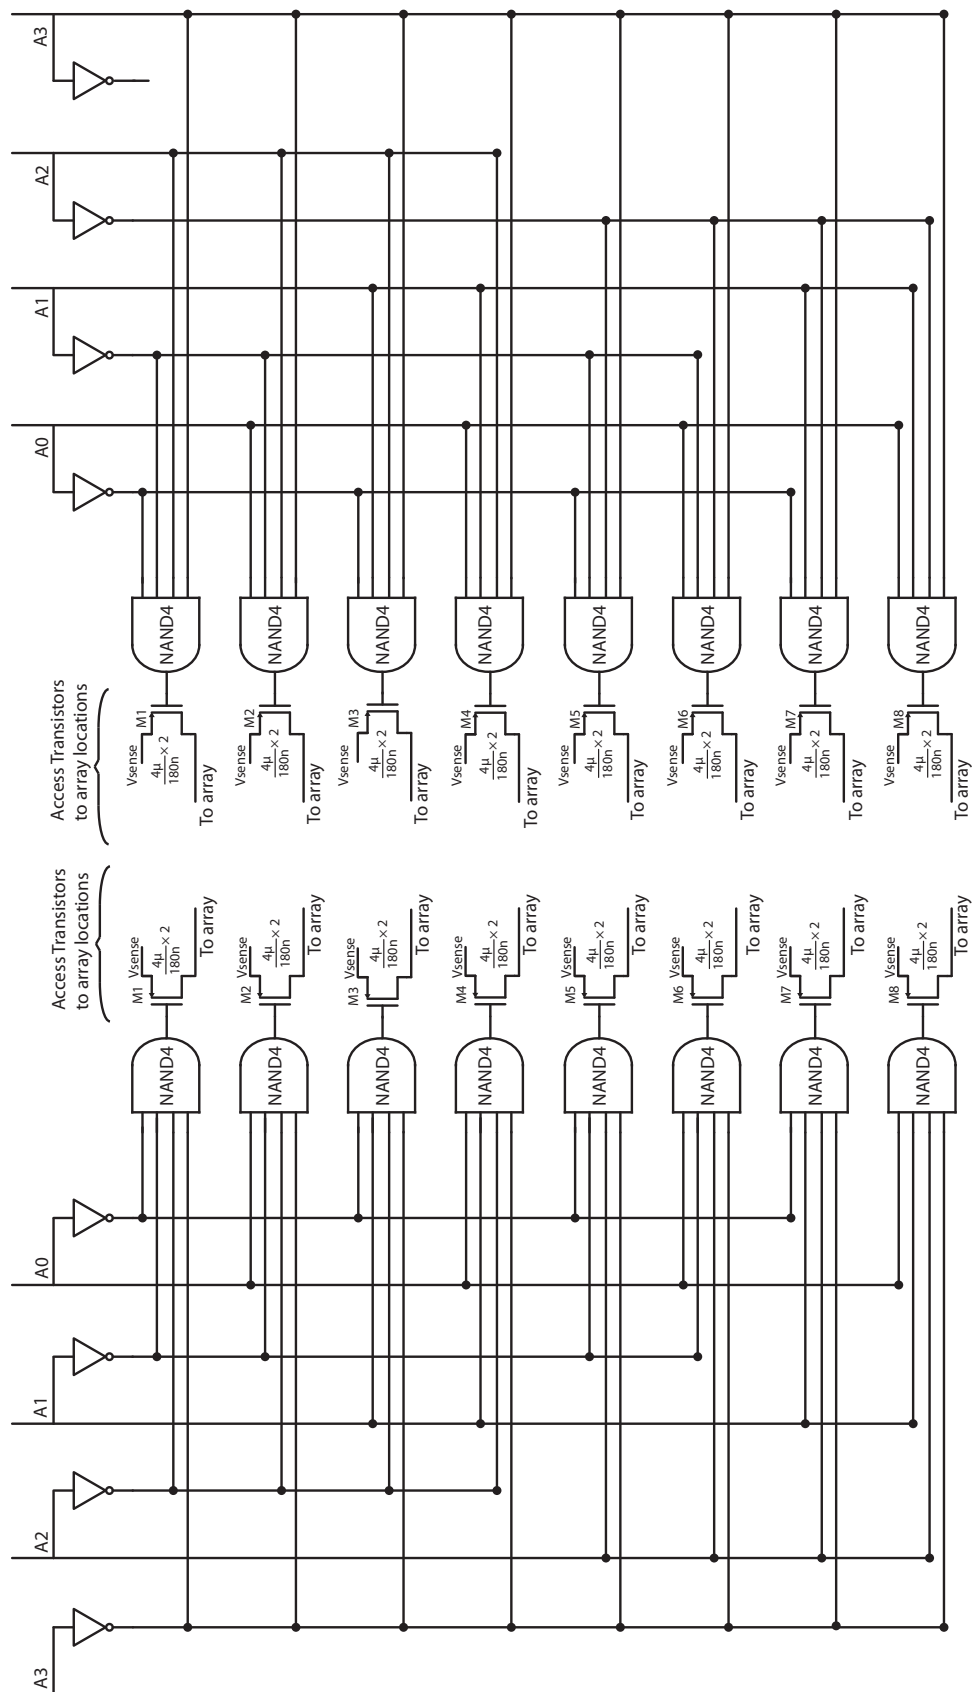 A3
A2
A1
A0
Access Transistors
to array locations
Access Transistors
to array locations
A0
A1
A2
A3
NAND4
M1
Vsense
4μ
180n
× 2
To array
Vsense
M1
4μ
180n
× 2
To array
NAND4
NAND4
M2
Vsense
4μ
180n
× 2
To array
Vsense
M2
4μ
180n
× 2
To array
NAND4
NAND4
M3
Vsense
4μ
180n
× 2
To array
Vsense
M3
4μ
180n
× 2
To array
NAND4
NAND4
M4
Vsense
4μ
180n
× 2
To array
Vsense
M4
4μ
180n
× 2
To array
NAND4
NAND4
M5
Vsense
4μ
180n
× 2
To array
Vsense
M5
4μ
180n
× 2
To array
NAND4
NAND4
M6
Vsense
4μ
180n
× 2
To array
Vsense
M6
4μ
180n
× 2
To array
NAND4
NAND4
M7
Vsense
4μ
180n
× 2
To array
Vsense
M7
4μ
180n
× 2
To array
NAND4
NAND4
M8
Vsense
4μ
180n
× 2
To array
Vsense
M8
4μ
180n
× 2
To array
NAND4